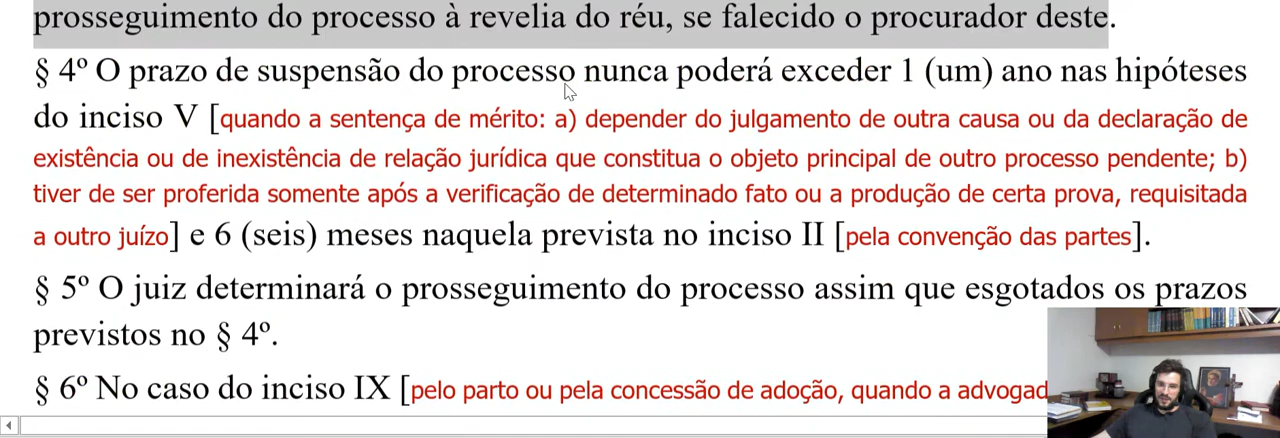 prosseguimento do processo à revelia do réu, se falecido o procurador deste.
§ 4º O prazo de suspensão do processo nunca poderá exceder 1 (um) ano nas hipóteses
do inciso V [quando a sentença de mérito: a) depender do julgamento de outra causa ou da declaração de
existência ou de inexistência de relação jurídica que constitua o objeto principal de outro processo pendente; b)
tiver de ser proferida somente após a verificação de determinado fato ou a produção de certa prova, requisitada
a outro juízo] e 6 (seis) meses naquela prevista no inciso II [pela convenção das partes].
§ 5º O juiz determinará o prosseguimento do processo assim que esgotados os prazos
previstos no § 4º.
§ 6º No caso do inciso IX [pelo parto ou pela concessão de adoção, quando a advogad